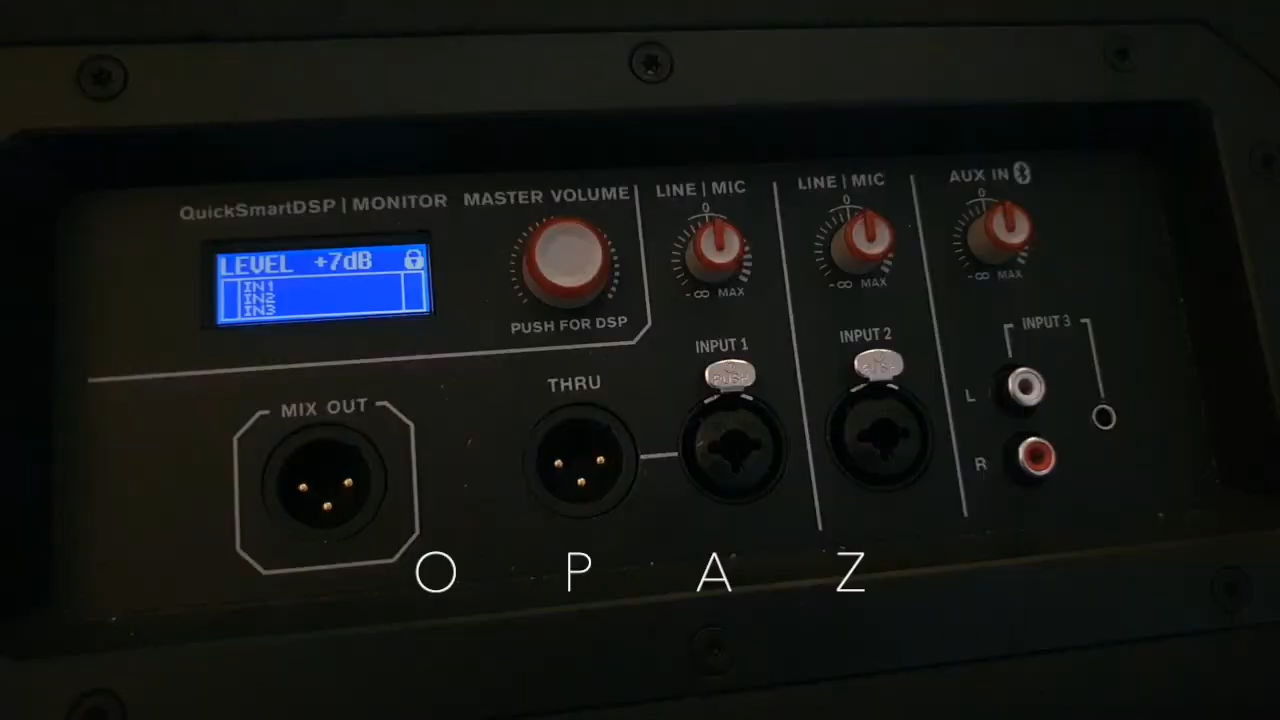 QuickSmartDSP | MONITOR
MASTER VOLUME
LINE | MIC
LINE | MIC
AUX IN
0
0
0
LEVEL +7dB
IN1
IN2
IN3
-∞ MAX
-∞ MAX
-∞ MAX
PUSH FOR DSP
INPUT 1
INPUT 2
INPUT 3
PUSH
PUSH
THRU
MIX OUT
L
R
O P A Z